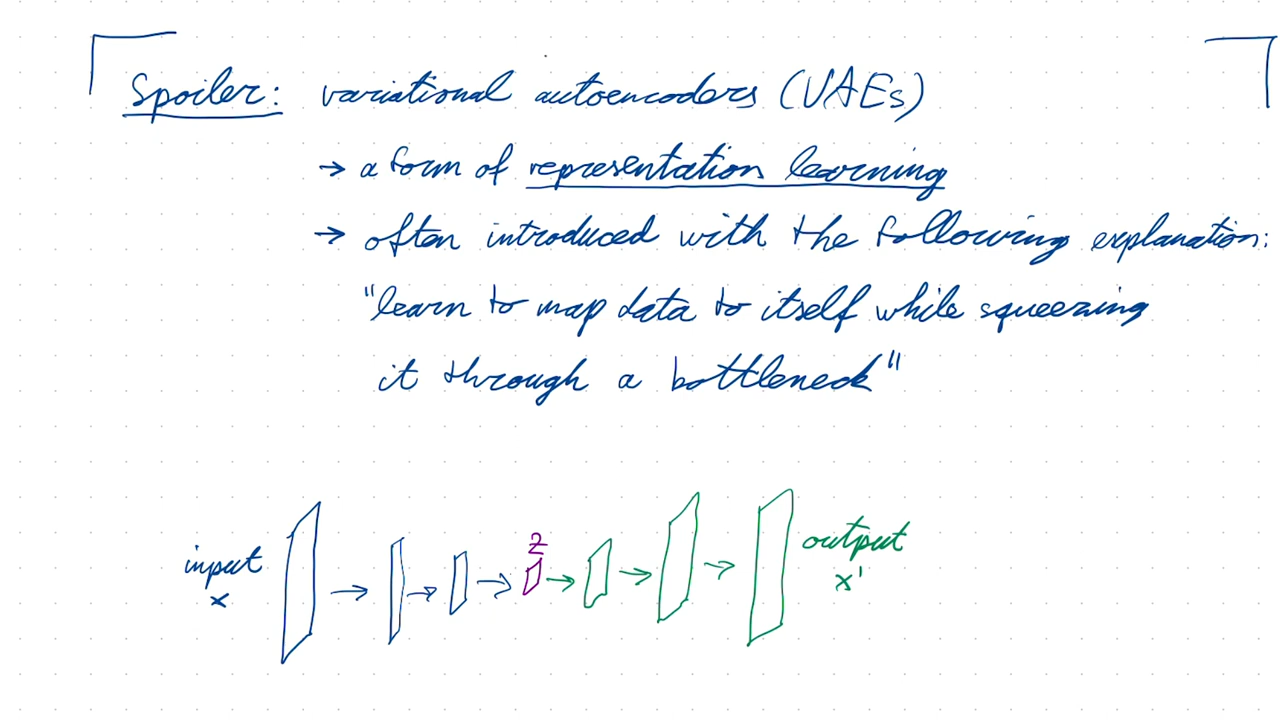 Spoiler: variational autoencoders (VAEs)
→ a form of representation learning
→ often introduced with the following explanation:
"learn to map data to itself while squeezing
it through a bottleneck"
z
input
x
output
x'